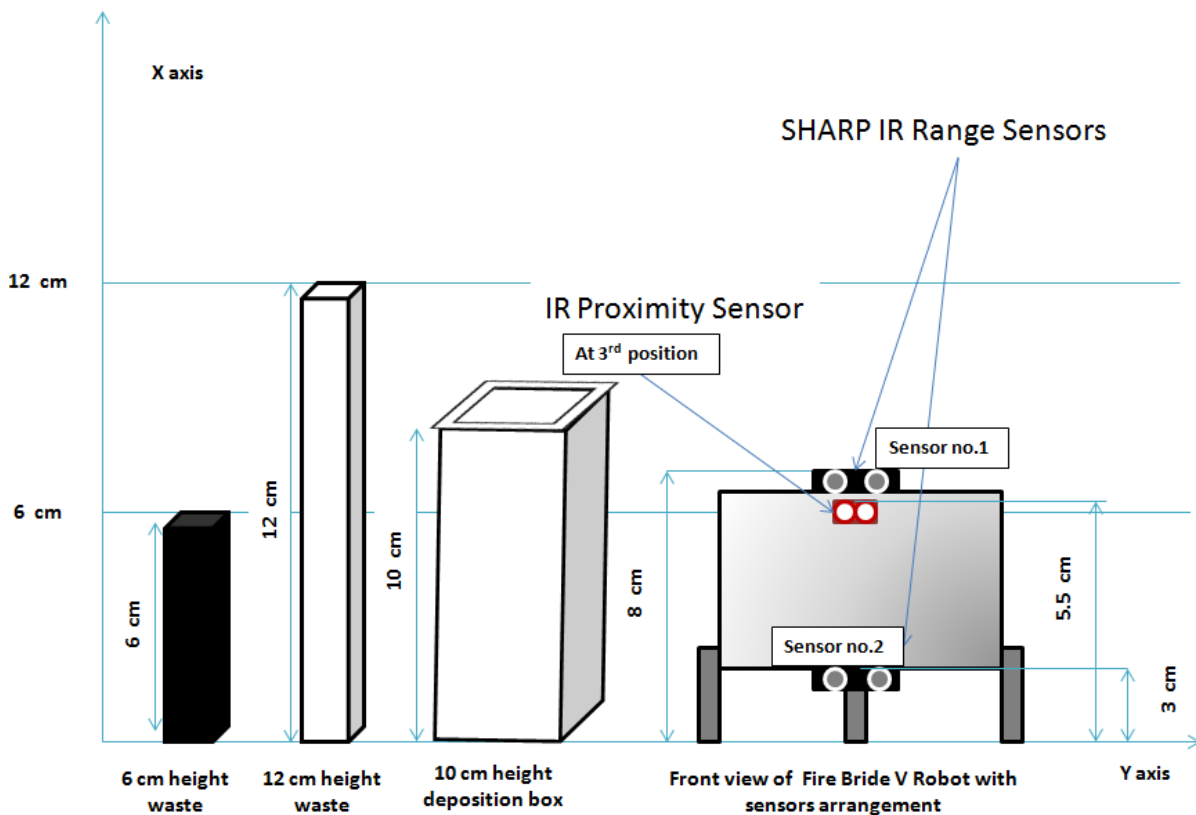 X axis
SHARP IR Range Sensors
12 cm
IR Proximity Sensor
At 3rd position
Sensor no.1
6 cm
6 cm
12 cm
10 cm
8 cm
5.5 cm
Sensor no.2
3 cm
6 cm height
waste
12 cm height
waste
10 cm height
deposition box
Front view of Fire Bride V Robot with
sensors arrangement
Y axis